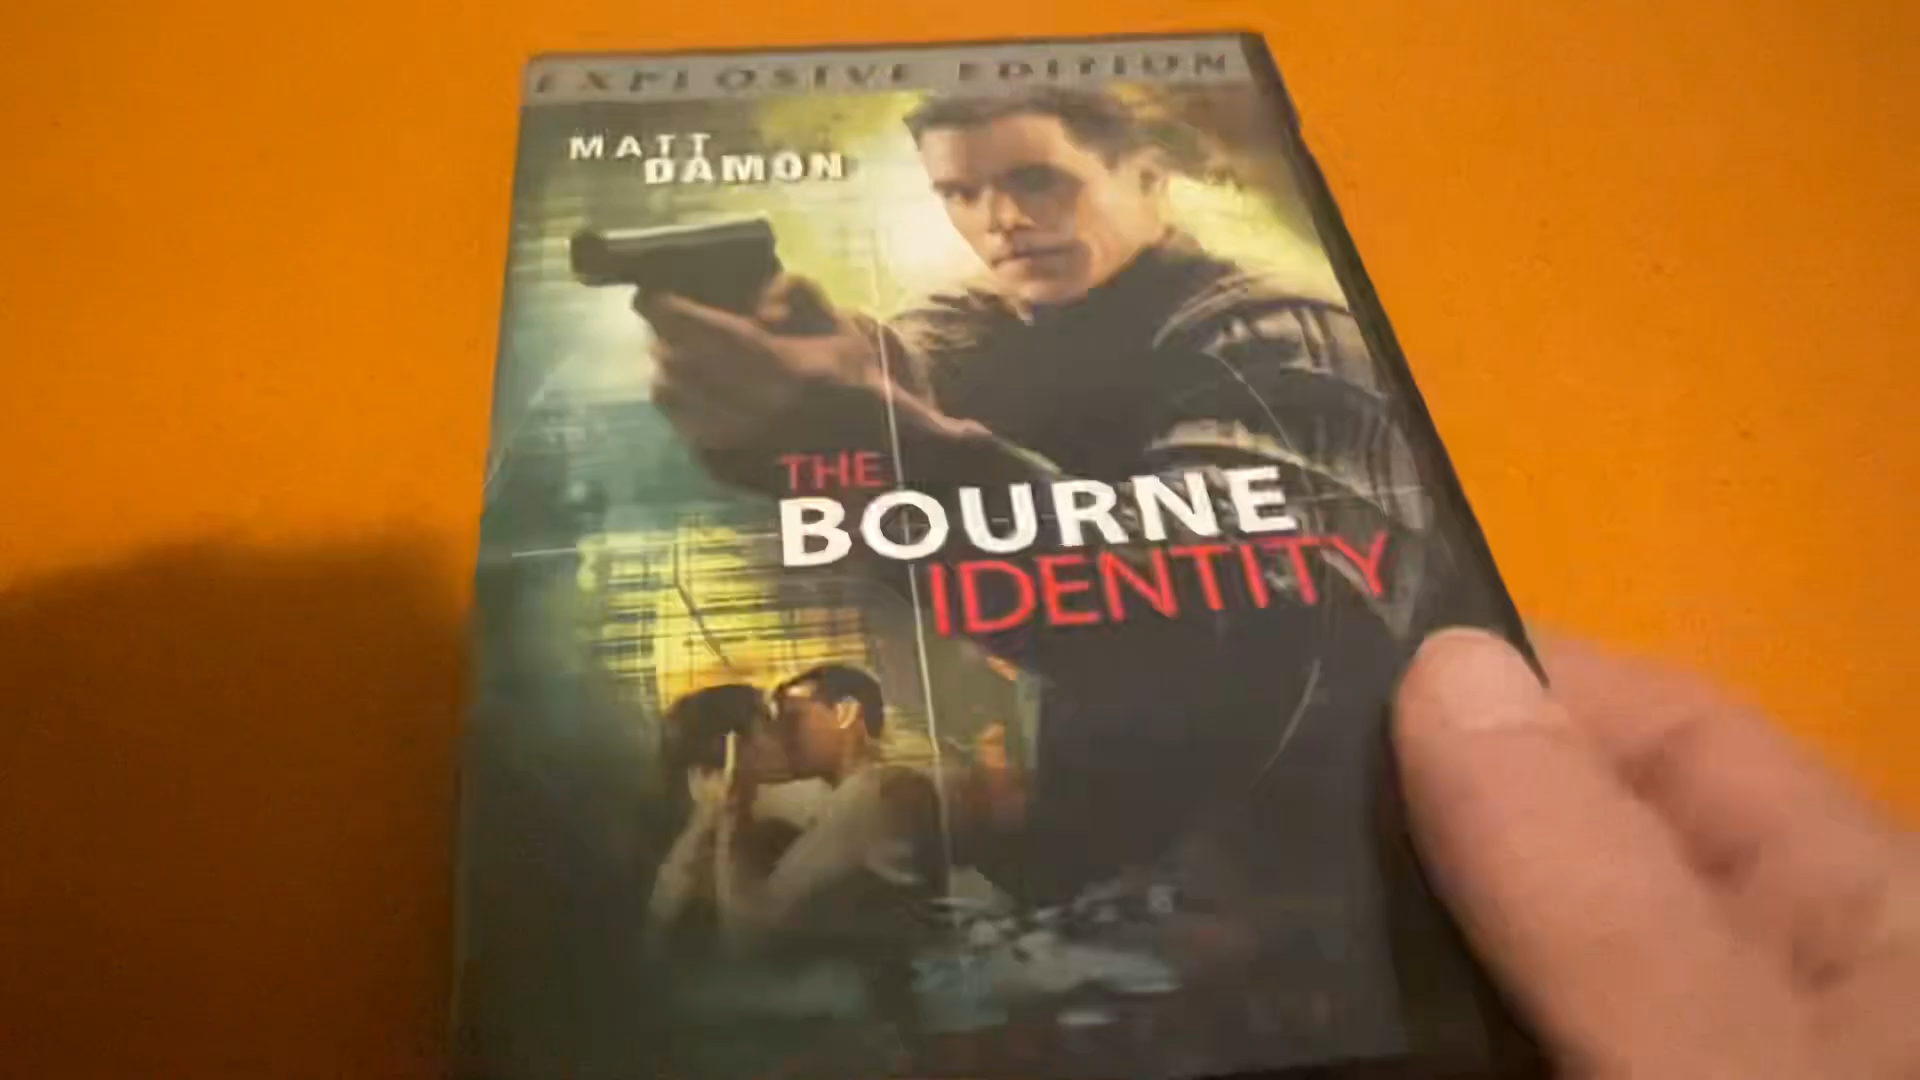 EXPLOSIVE EDITION
MATT
DAMON
THE
BOURNE
IDENTITY